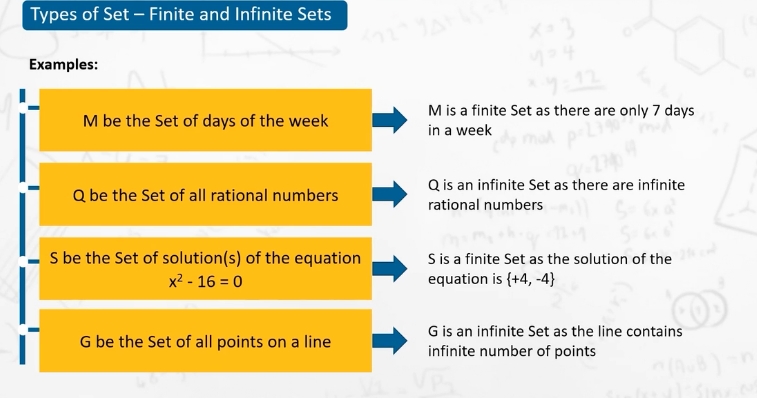 Types of Set – Finite and Infinite Sets
Examples:
M be the Set of days of the week
M is a finite Set as there are only 7 days
in a week
Q be the Set of all rational numbers
Q is an infinite Set as there are infinite
rational numbers
S be the Set of solution(s) of the equation
x² - 16 = 0
S is a finite Set as the solution of the
equation is {+4, -4}
G be the Set of all points on a line
G is an infinite Set as the line contains
infinite number of points